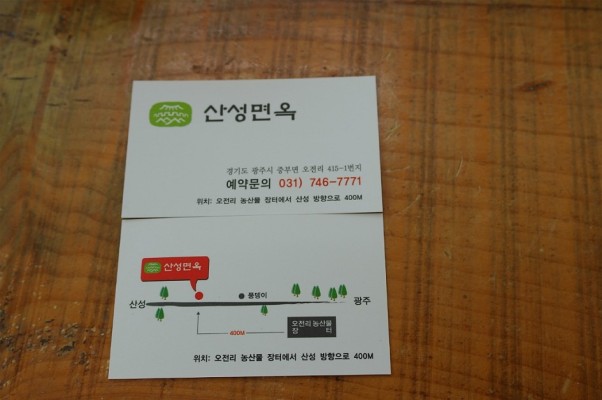 산성면옥
경기도 광주시 중부면 오전리 415-1번지
예약문의 031) 746-7771
위치: 오전리 농산물 장터에서 산성 방향으로 400M
산성면옥
산성
풍뎅이
광주
400M
오전리 농산물
장 터
위치: 오전리 농산물 장터에서 산성 방향으로 400M